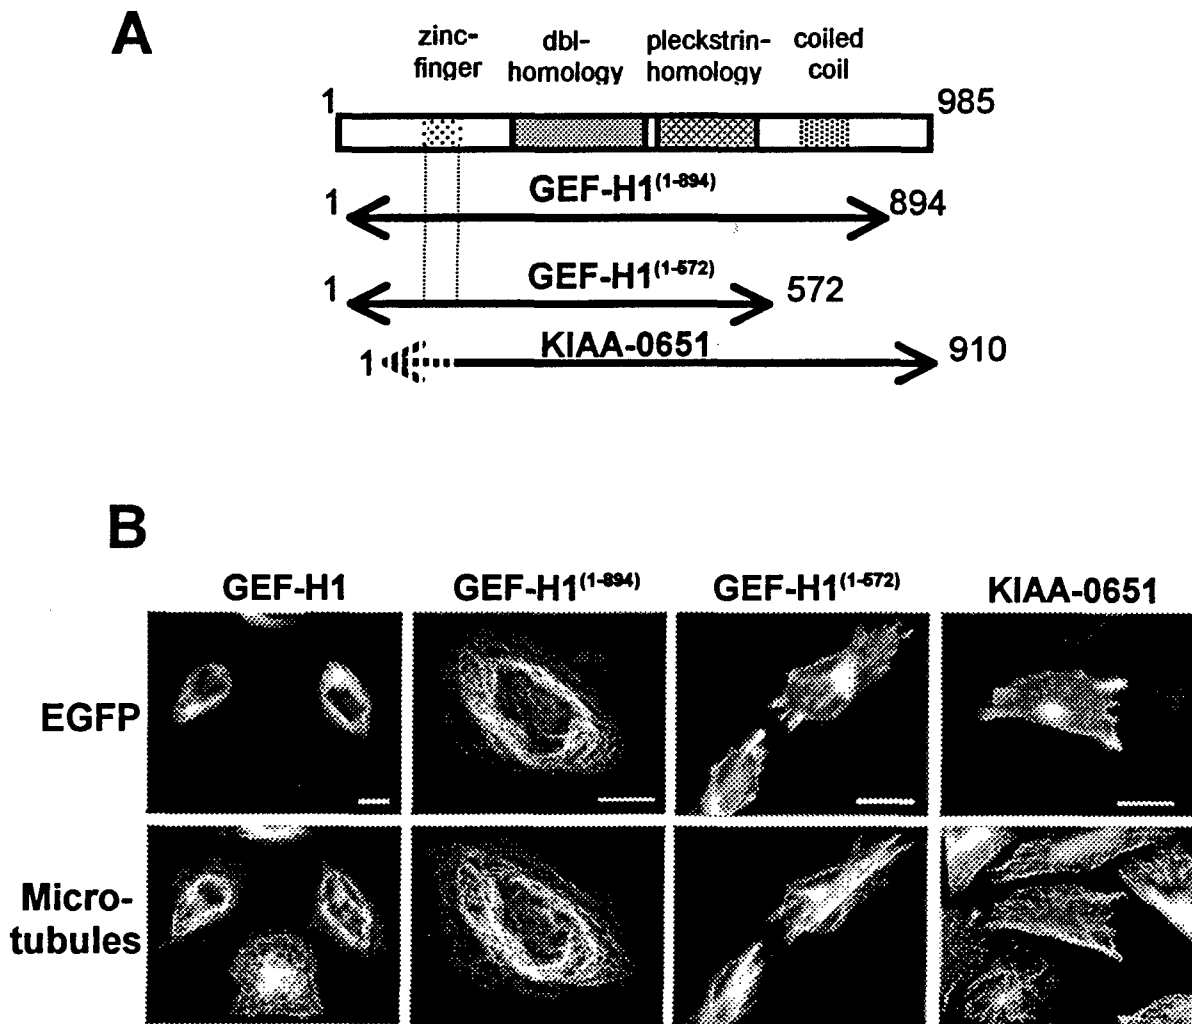 A
zinc- dbl- pleckstrin- coiled
finger homology homology coil
1 985
GEF-H1(1-894)
1 894
GEF-H1(1-572)
1 572
KIAA-0651
1 910
B
GEF-H1 GEF-H1(1-894) GEF-H1(1-572) KIAA-0651
EGFP
Micro-
tubules